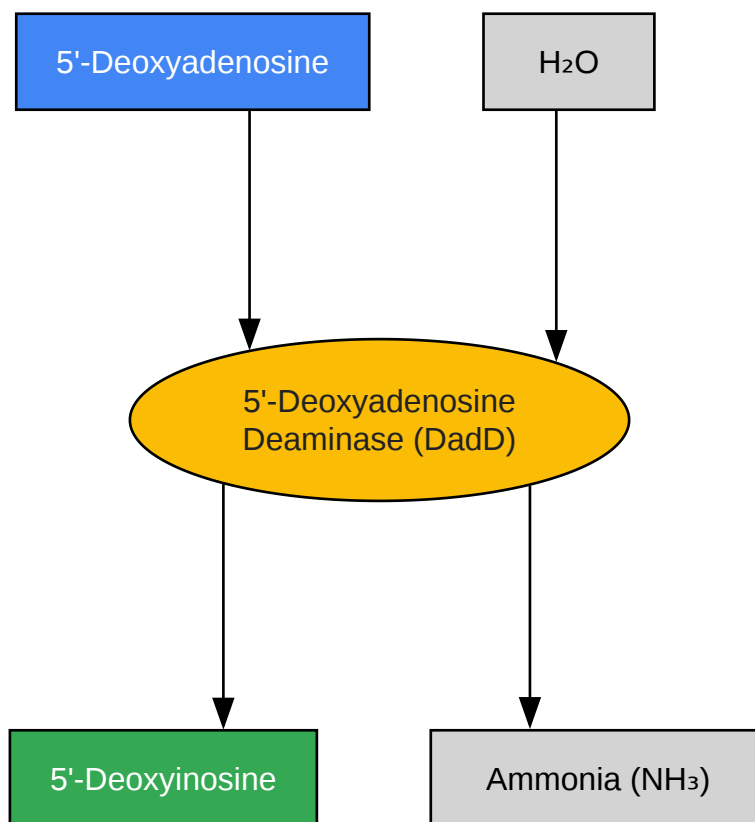 5'-Deoxyadenosine
H₂O
5'-Deoxyadenosine
Deaminase (DadD)
5'-Deoxyinosine
Ammonia (NH₃)